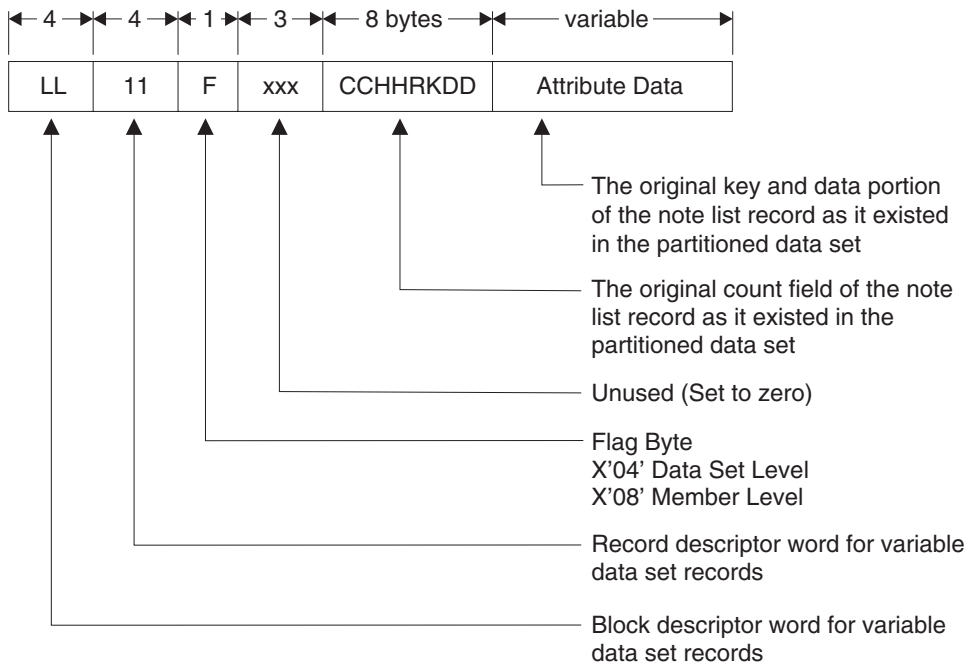 4 4 1 3 8 bytes variable
LL 11 F xxx CCHHRKDD Attribute Data
The original key and data portion
of the note list record as it existed
in the partitioned data set
The original count field of the note
list record as it existed in the
partitioned data set
Unused (Set to zero)
Flag Byte
X’04’ Data Set Level
X’08’ Member Level
Record descriptor word for variable
data set records
Block descriptor word for variable
data set records